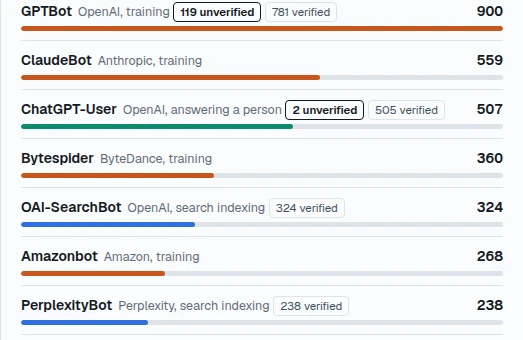 GPTBot OpenAI, training 119 unverified 781 verified 900
ClaudeBot Anthropic, training 559
ChatGPT-User OpenAI, answering a person 2 unverified 505 verified 507
Bytespider ByteDance, training 360
OAI-SearchBot OpenAI, search indexing 324 verified 324
Amazonbot Amazon, training 268
PerplexityBot Perplexity, search indexing 238 verified 238